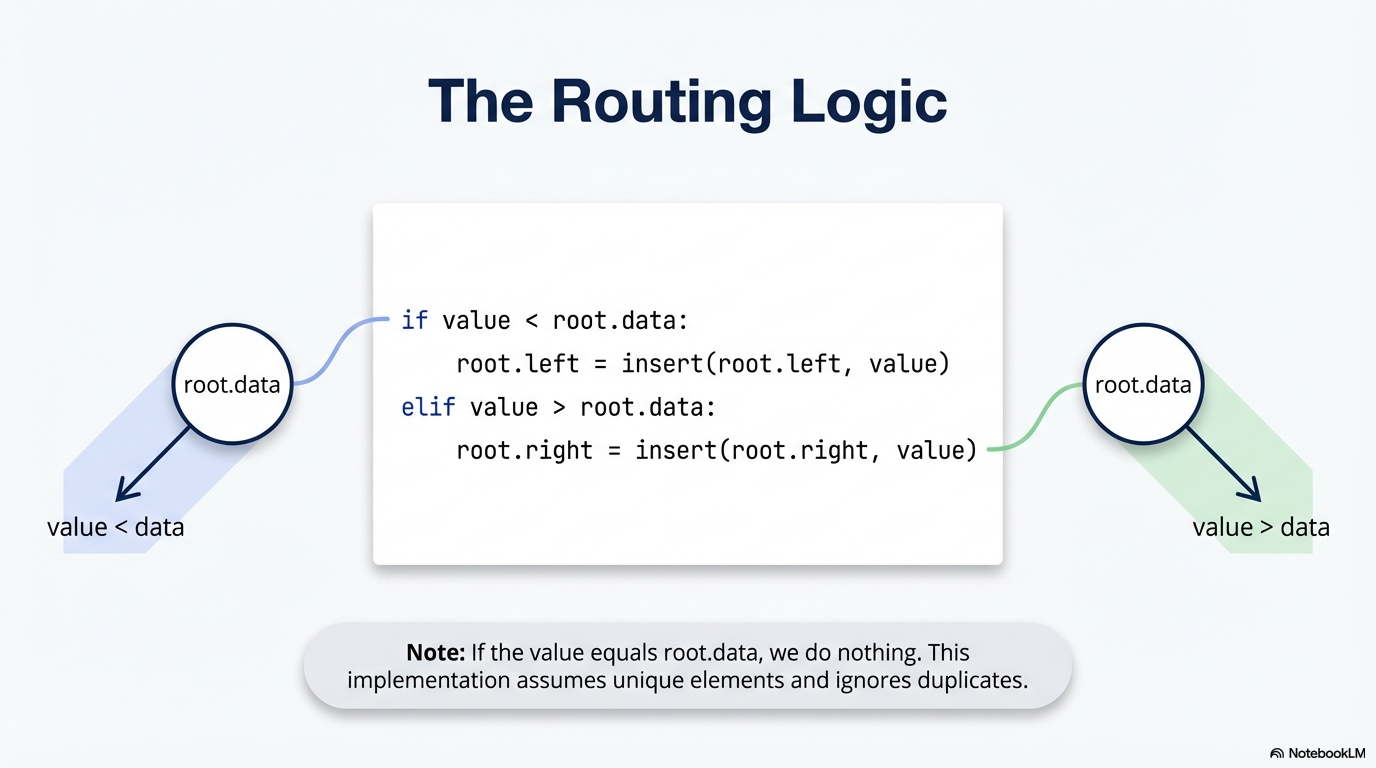 The Routing Logic
root.data
value < data
if value < root.data:
    root.left = insert(root.left, value)
elif value > root.data:
    root.right = insert(root.right, value)
root.data
value > data
Note: If the value equals root.data, we do nothing. This
implementation assumes unique elements and ignores duplicates.
NotebookLM